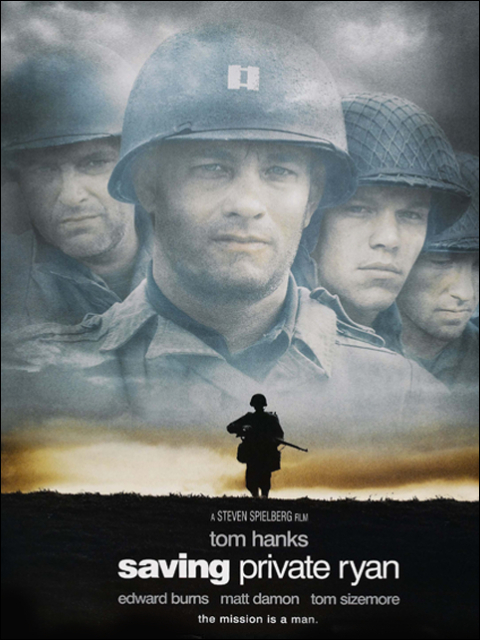 A STEVEN SPIELBERG FILM
tom hanks
saving private ryan
edward burns matt damon tom sizemore
the mission is a man.